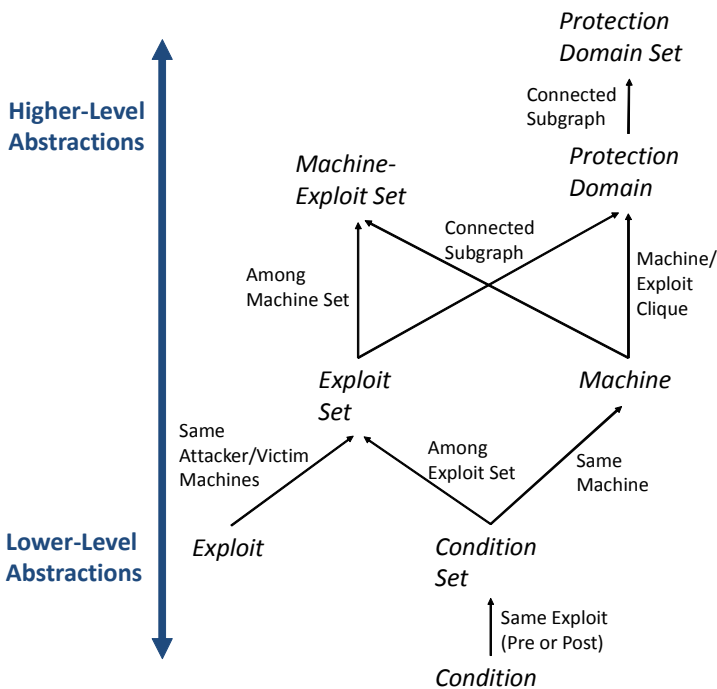 Protection
Domain Set
Higher-Level
Abstractions
Connected
Subgraph
Machine-
Exploit Set
Protection
Domain
Connected
Subgraph
Among
Machine Set
Machine/
Exploit
Clique
Exploit
Set
Machine
Same
Attacker/Victim
Machines
Among
Exploit Set
Same
Machine
Lower-Level
Abstractions
Exploit
Condition
Set
Same Exploit
(Pre or Post)
Condition